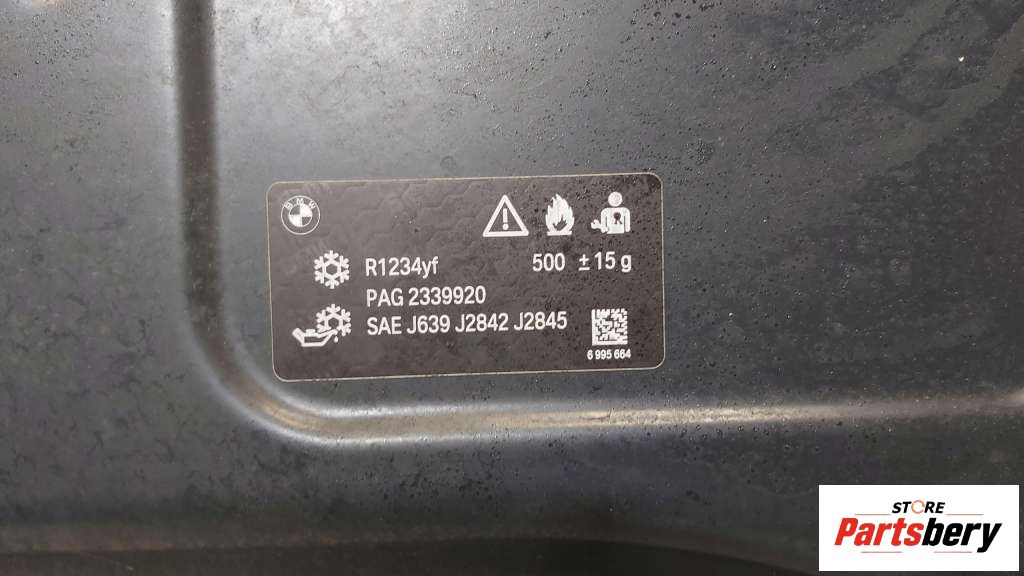 BMW
R1234yf 500 ±15 g
PAG 2339920
SAE J639 J2842 J2845
6 995 664
STORE
Partsbery